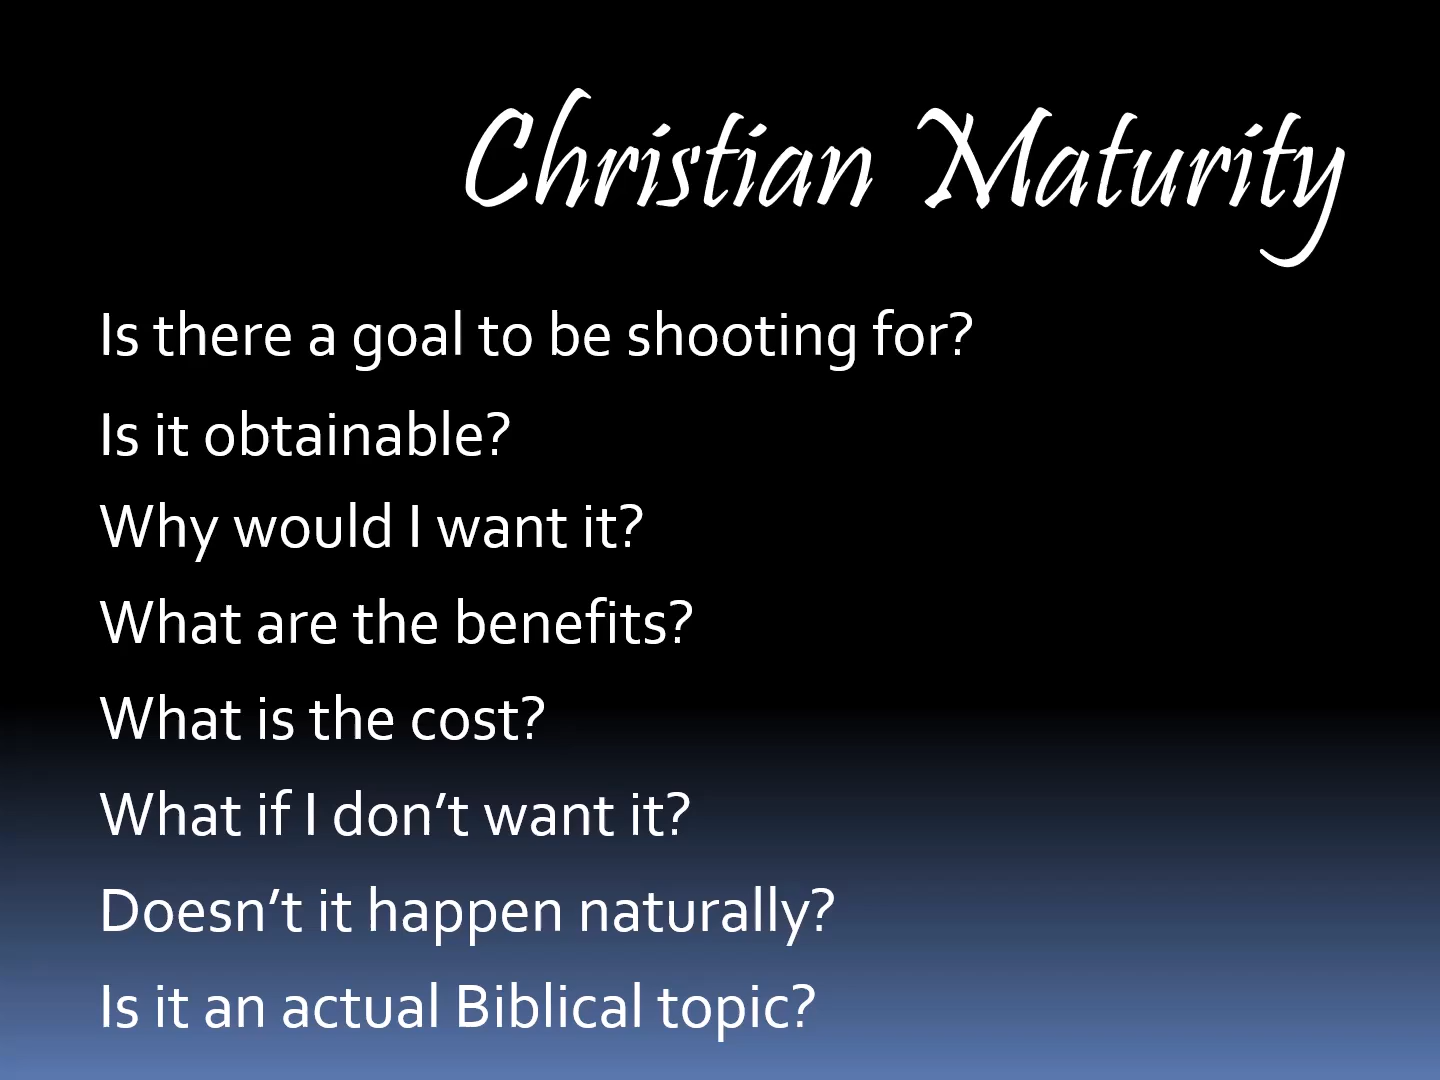 Christian Maturity
Is there a goal to be shooting for?
Is it obtainable?
Why would I want it?
What are the benefits?
What is the cost?
What if I don’t want it?
Doesn’t it happen naturally?
Is it an actual Biblical topic?